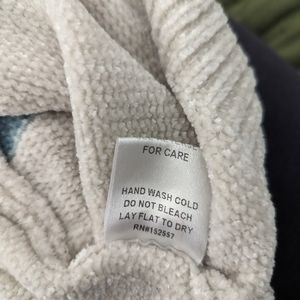 FOR CARE
HAND WASH COLD
DO NOT BLEACH
LAY FLAT TO DRY
RN#152557